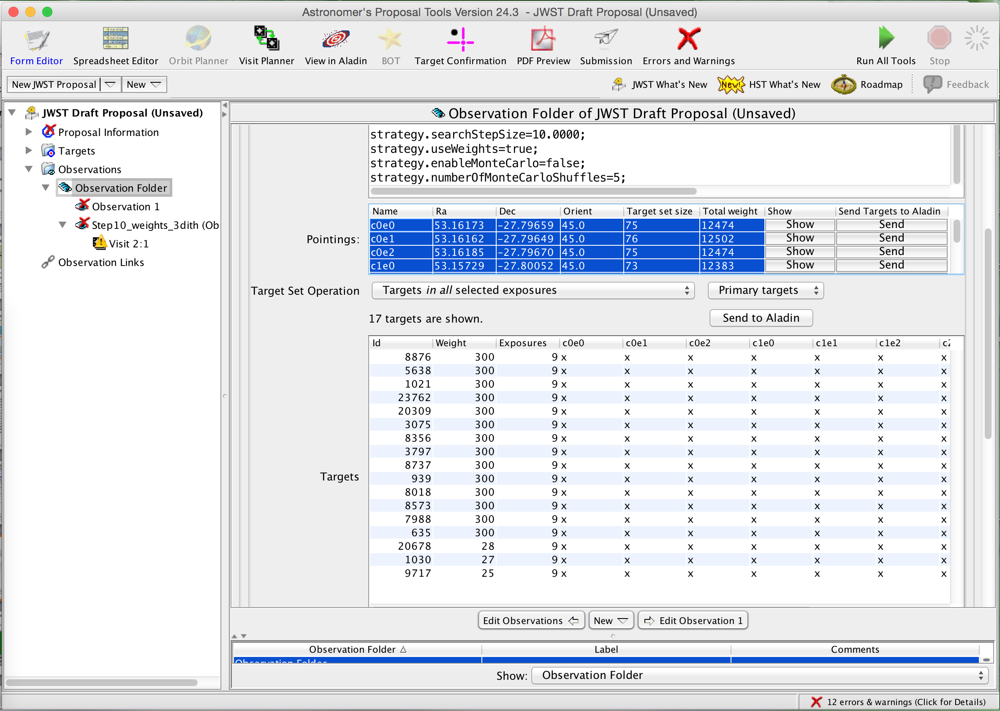 Astronomer's Proposal Tools Version 24.3 - JWST Draft Proposal (Unsaved)
Form Editor Spreadsheet Editor Orbit Planner Visit Planner View in Aladin BOT Target Confirmation PDF Preview Submission Errors and Warnings Run All Tools Stop
New JWST Proposal New JWST What's New New! HST What's New Roadmap Feedback
JWST Draft Proposal (Unsaved)
Proposal Information
Targets
Observations
Observation Folder
Observation 1
Step10_weights_3dith (Ob
Visit 2:1
Observation Links
Observation Folder of JWST Draft Proposal (Unsaved)
strategy.searchStepSize=10.0000;
strategy.useWeights=true;
strategy.enableMonteCarlo=false;
strategy.numberOfMonteCarloShuffles=5;
Pointings:
Name Ra Dec Orient Target set size Total weight Show Send Targets to Aladin
c0e0 53.16173 -27.79659 45.0 75 12474 Show Send
c0e1 53.16162 -27.79649 45.0 76 12502 Show Send
c0e2 53.16185 -27.79670 45.0 75 12474 Show Send
c1e0 53.15729 -27.80052 45.0 73 12383 Show Send
Target Set Operation Targets in all selected exposures Primary targets
17 targets are shown. Send to Aladin
Targets
Id Weight Exposures c0e0 c0e1 c0e2 c1e0 c1e1 c1e2 c2
8876 300 9 x x x x x x x
5638 300 9 x x x x x x x
1021 300 9 x x x x x x x
23762 300 9 x x x x x x x
20309 300 9 x x x x x x x
3075 300 9 x x x x x x x
8356 300 9 x x x x x x x
3797 300 9 x x x x x x x
8737 300 9 x x x x x x x
939 300 9 x x x x x x x
8018 300 9 x x x x x x x
8573 300 9 x x x x x x x
7988 300 9 x x x x x x x
635 300 9 x x x x x x x
20678 28 9 x x x x x x x
1030 27 9 x x x x x x x
9717 25 9 x x x x x x x
Edit Observations New Edit Observation 1
Observation Folder Label Comments
Observation Folder
Show: Observation Folder
12 errors & warnings (Click for Details)